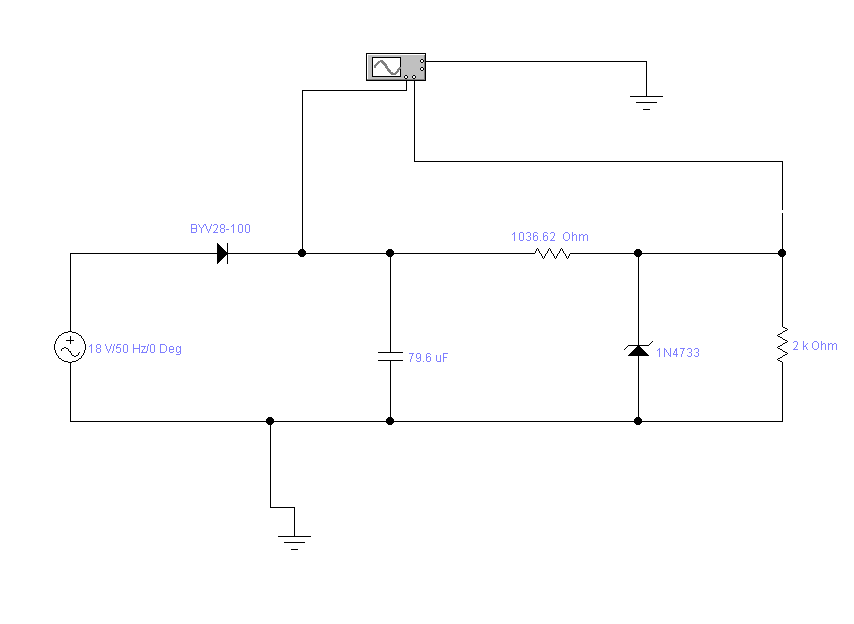 BYV28-100
1036.62 Ohm
18 V/50 Hz/0 Deg
79.6 uF
1N4733
2 k Ohm